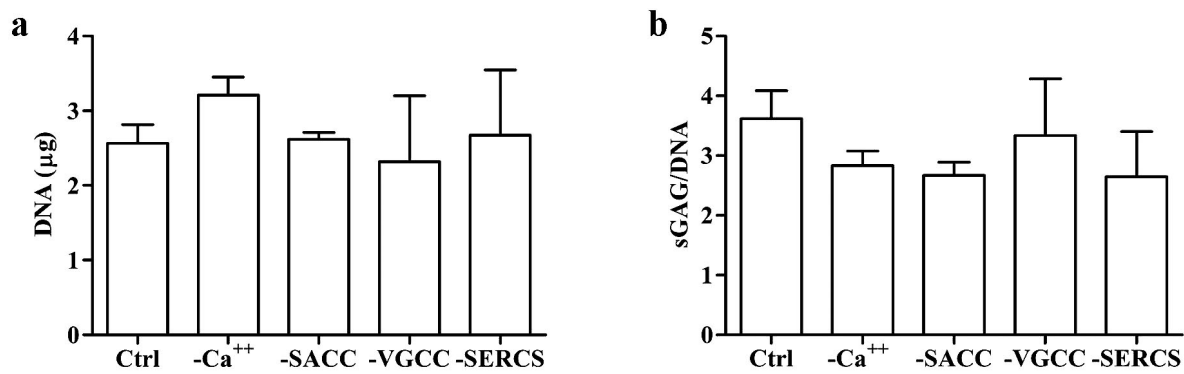 a
4
3
2
1
0
DNA (µg)
Ctrl -Ca++ -SACC -VGCC -SERCS
b
5
4
3
2
1
0
sGAG/DNA
Ctrl -Ca++ -SACC -VGCC -SERCS